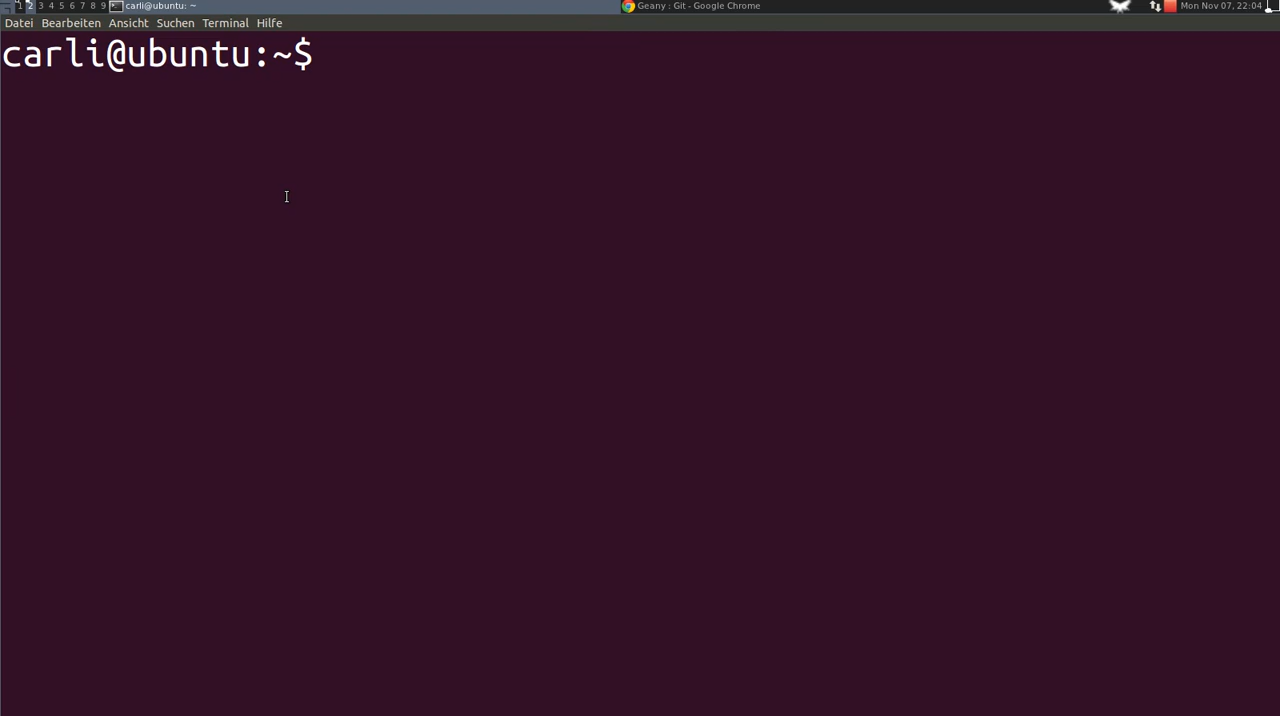 1 2 3 4 5 6 7 8 9 carli@ubuntu: ~ Geany : Git - Google Chrome Mon Nov 07, 22:04
Datei Bearbeiten Ansicht Suchen Terminal Hilfe
carli@ubuntu:~$